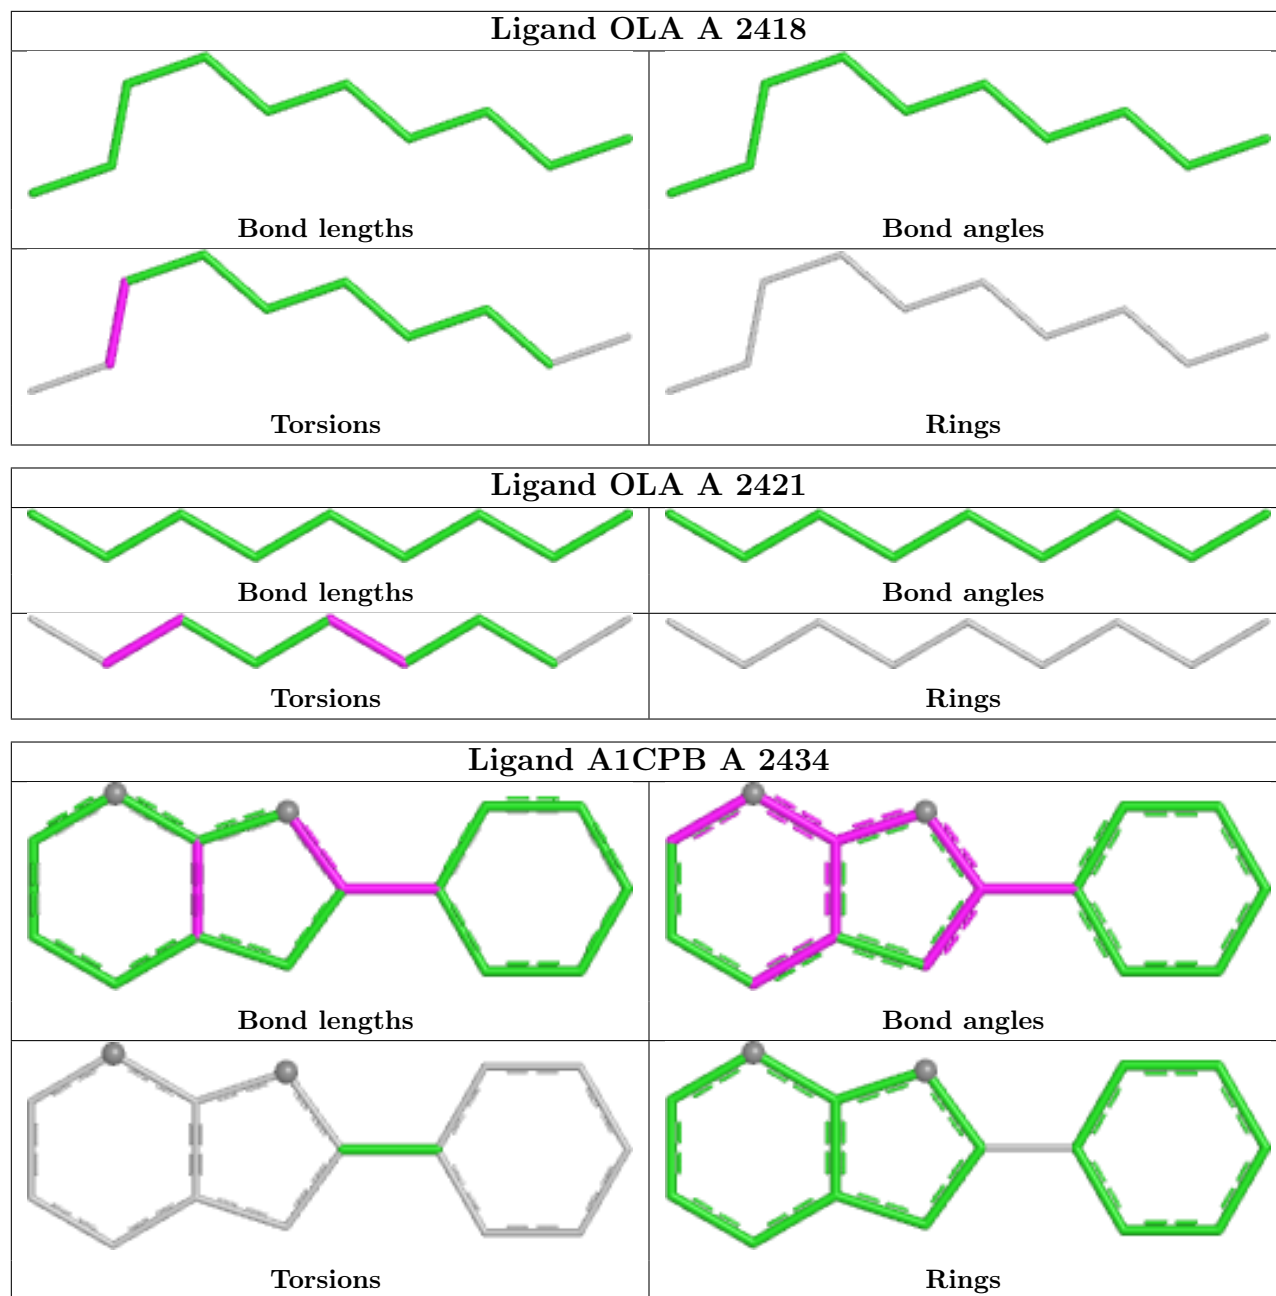 Ligand OLA A 2418
Bond lengths
Bond angles
Torsions
Rings
Ligand OLA A 2421
Bond lengths
Bond angles
Torsions
Rings
Ligand A1CPB A 2434
Bond lengths
Bond angles
Torsions
Rings